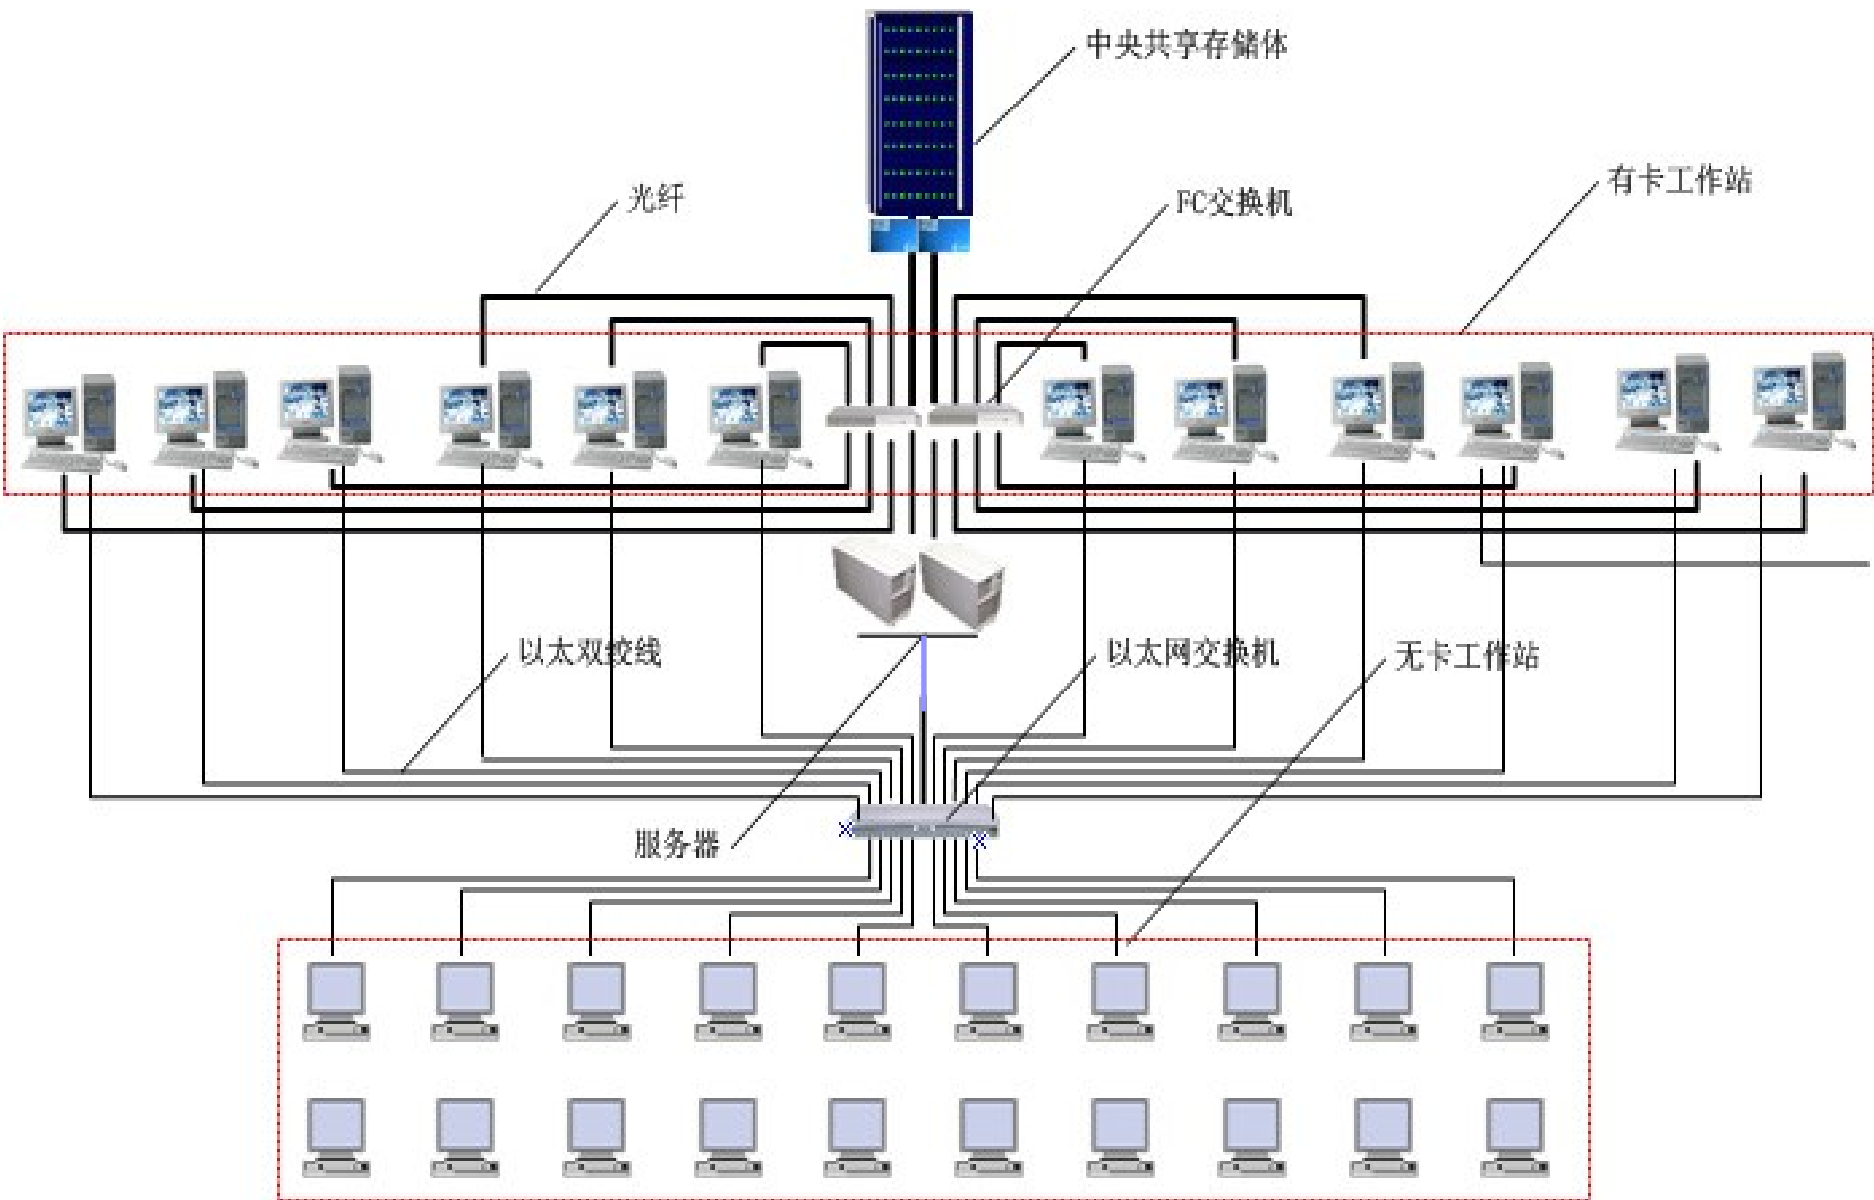 中央共享存储体
有卡工作站
光纤
FC交换机
以太双绞线
以太网交换机
无卡工作站
服务器